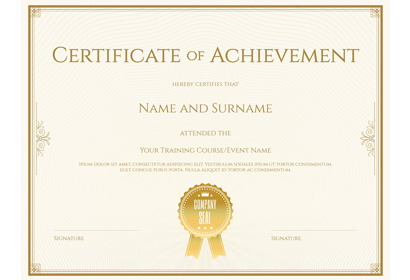 Certificate of Achievement
hereby certifies that
Name and Surname
attended the
Your Training Course/Event Name
Ipsum dolor sit amet, consectetur adipiscing elit. Vestibulum sodales ipsum ut tortor condimentum,
eget congue purus porta. Nulla aliquet id tortor ac condimentum.
COMPANY
SEAL
Signature
Signature